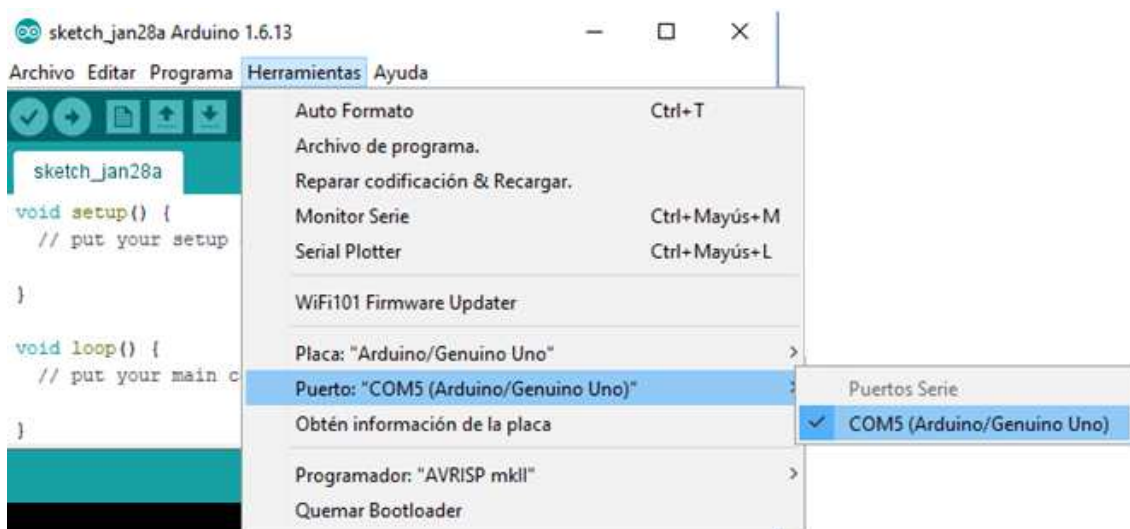 sketch_jan28a Arduino 1.6.13
Archivo Editar Programa Herramientas Ayuda
sketch_jan28a
void setup() {
// put your setup
}
void loop() {
// put your main c
}
Auto Formato Ctrl+T
Archivo de programa.
Reparar codificación & Recargar.
Monitor Serie Ctrl+Mayús+M
Serial Plotter Ctrl+Mayús+L
WiFi101 Firmware Updater
Placa: "Arduino/Genuino Uno"
Puerto: "COM5 (Arduino/Genuino Uno)"
Obtén información de la placa
Programador: "AVRISP mkII"
Quemar Bootloader
Puertos Serie
COM5 (Arduino/Genuino Uno)